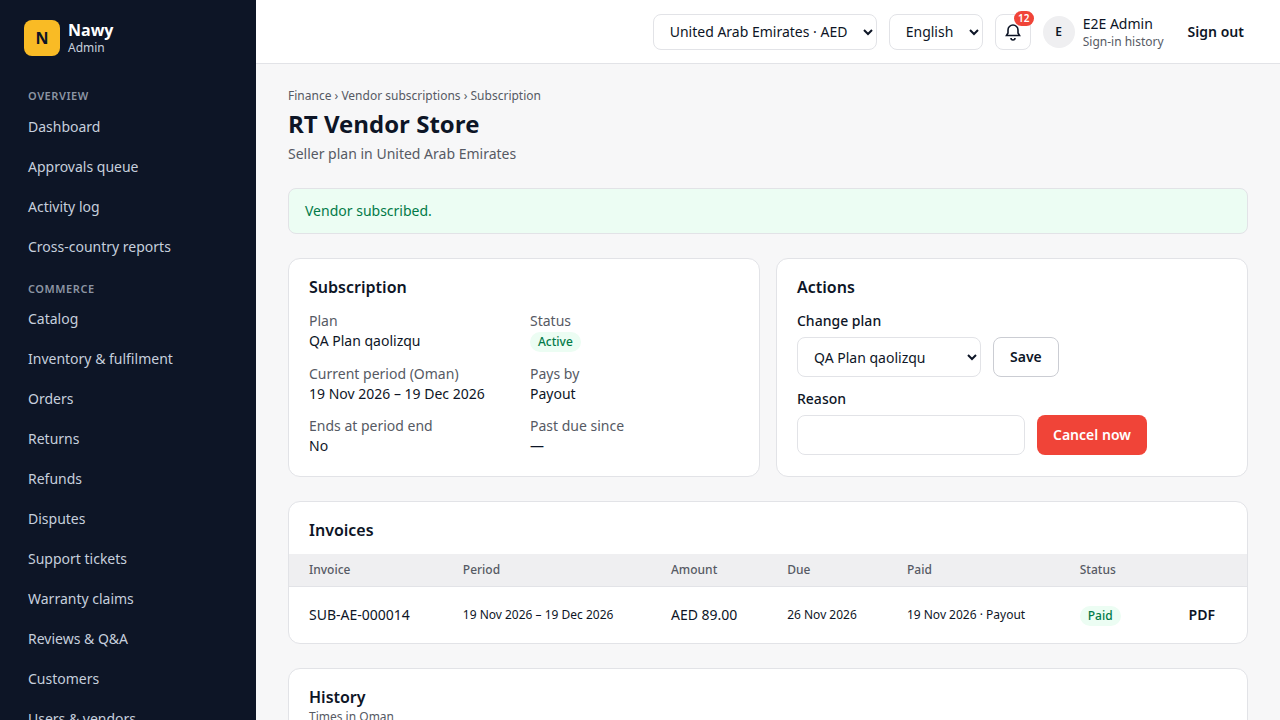 N
Nawy
Admin
United Arab Emirates · AED
English
12
E
E2E Admin
Sign-in history
Sign out
OVERVIEW
Dashboard
Approvals queue
Activity log
Cross-country reports
COMMERCE
Catalog
Inventory & fulfilment
Orders
Returns
Refunds
Disputes
Support tickets
Warranty claims
Reviews & Q&A
Customers
Users & vendors
Finance › Vendor subscriptions › Subscription
RT Vendor Store
Seller plan in United Arab Emirates
Vendor subscribed.
Subscription
Plan
QA Plan qaolizqu
Status
Active
Current period (Oman)
19 Nov 2026 – 19 Dec 2026
Pays by
Payout
Ends at period end
No
Past due since
—
Actions
Change plan
QA Plan qaolizqu
Save
Reason
Cancel now
Invoices
Invoice Period Amount Due Paid Status
SUB-AE-000014 19 Nov 2026 – 19 Dec 2026 AED 89.00 26 Nov 2026 19 Nov 2026 · Payout Paid PDF
History
Times in Oman